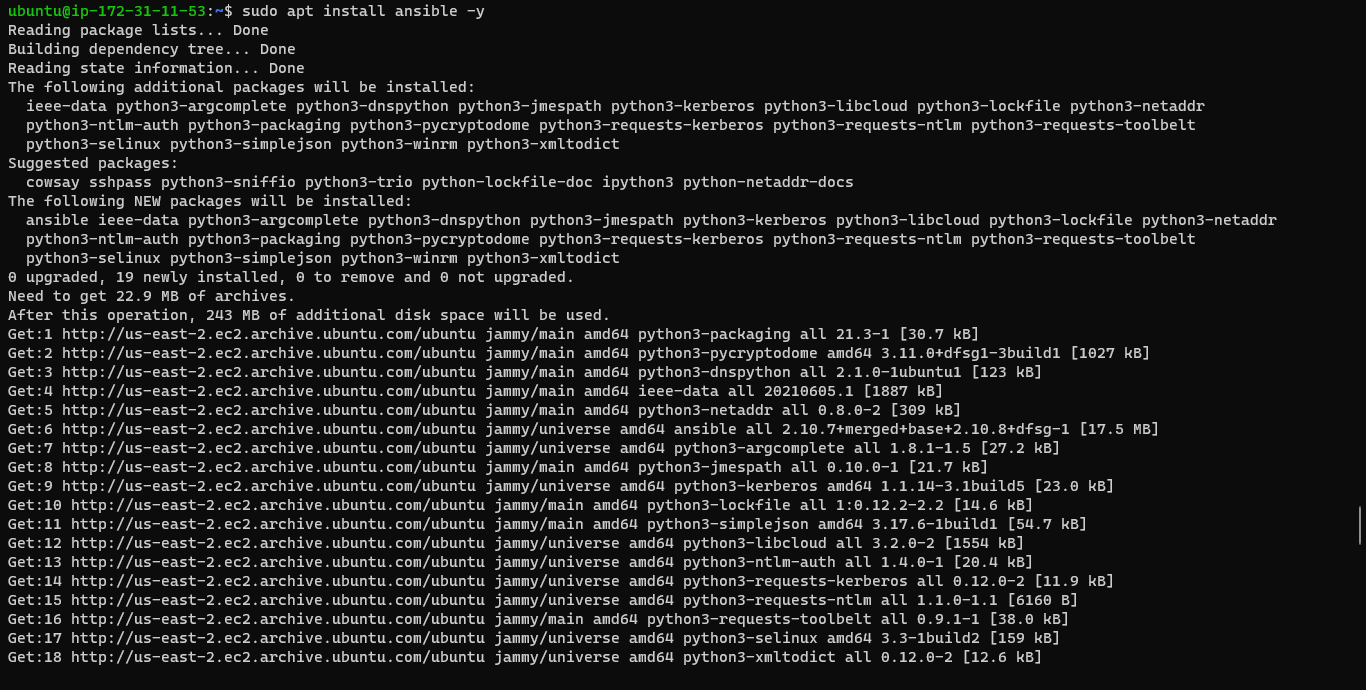 ubuntu@ip-172-31-11-53:~$ sudo apt install ansible -y
Reading package lists... Done
Building dependency tree... Done
Reading state information... Done
The following additional packages will be installed:
  ieee-data python3-argcomplete python3-dnspython python3-jmespath python3-kerberos python3-libcloud python3-lockfile python3-netaddr
  python3-ntlm-auth python3-packaging python3-pycryptodome python3-requests-kerberos python3-requests-ntlm python3-requests-toolbelt
  python3-selinux python3-simplejson python3-winrm python3-xmltodict
Suggested packages:
  cowsay sshpass python3-sniffio python3-trio python-lockfile-doc ipython3 python-netaddr-docs
The following NEW packages will be installed:
  ansible ieee-data python3-argcomplete python3-dnspython python3-jmespath python3-kerberos python3-libcloud python3-lockfile python3-netaddr
  python3-ntlm-auth python3-packaging python3-pycryptodome python3-requests-kerberos python3-requests-ntlm python3-requests-toolbelt
  python3-selinux python3-simplejson python3-winrm python3-xmltodict
0 upgraded, 19 newly installed, 0 to remove and 0 not upgraded.
Need to get 22.9 MB of archives.
After this operation, 243 MB of additional disk space will be used.
Get:1 http://us-east-2.ec2.archive.ubuntu.com/ubuntu jammy/main amd64 python3-packaging all 21.3-1 [30.7 kB]
Get:2 http://us-east-2.ec2.archive.ubuntu.com/ubuntu jammy/main amd64 python3-pycryptodome amd64 3.11.0+dfsg1-3build1 [1027 kB]
Get:3 http://us-east-2.ec2.archive.ubuntu.com/ubuntu jammy/main amd64 python3-dnspython all 2.1.0-1ubuntu1 [123 kB]
Get:4 http://us-east-2.ec2.archive.ubuntu.com/ubuntu jammy/main amd64 ieee-data all 20210605.1 [1887 kB]
Get:5 http://us-east-2.ec2.archive.ubuntu.com/ubuntu jammy/main amd64 python3-netaddr all 0.8.0-2 [309 kB]
Get:6 http://us-east-2.ec2.archive.ubuntu.com/ubuntu jammy/universe amd64 ansible all 2.10.7+merged+base+2.10.8+dfsg-1 [17.5 MB]
Get:7 http://us-east-2.ec2.archive.ubuntu.com/ubuntu jammy/universe amd64 python3-argcomplete all 1.8.1-1.5 [27.2 kB]
Get:8 http://us-east-2.ec2.archive.ubuntu.com/ubuntu jammy/main amd64 python3-jmespath all 0.10.0-1 [21.7 kB]
Get:9 http://us-east-2.ec2.archive.ubuntu.com/ubuntu jammy/universe amd64 python3-kerberos amd64 1.1.14-3.1build5 [23.0 kB]
Get:10 http://us-east-2.ec2.archive.ubuntu.com/ubuntu jammy/main amd64 python3-lockfile all 1:0.12.2-2.2 [14.6 kB]
Get:11 http://us-east-2.ec2.archive.ubuntu.com/ubuntu jammy/main amd64 python3-simplejson amd64 3.17.6-1build1 [54.7 kB]
Get:12 http://us-east-2.ec2.archive.ubuntu.com/ubuntu jammy/universe amd64 python3-libcloud all 3.2.0-2 [1554 kB]
Get:13 http://us-east-2.ec2.archive.ubuntu.com/ubuntu jammy/universe amd64 python3-ntlm-auth all 1.4.0-1 [20.4 kB]
Get:14 http://us-east-2.ec2.archive.ubuntu.com/ubuntu jammy/universe amd64 python3-requests-kerberos all 0.12.0-2 [11.9 kB]
Get:15 http://us-east-2.ec2.archive.ubuntu.com/ubuntu jammy/universe amd64 python3-requests-ntlm all 1.1.0-1.1 [6160 B]
Get:16 http://us-east-2.ec2.archive.ubuntu.com/ubuntu jammy/main amd64 python3-requests-toolbelt all 0.9.1-1 [38.0 kB]
Get:17 http://us-east-2.ec2.archive.ubuntu.com/ubuntu jammy/universe amd64 python3-selinux amd64 3.3-1build2 [159 kB]
Get:18 http://us-east-2.ec2.archive.ubuntu.com/ubuntu jammy/universe amd64 python3-xmltodict all 0.12.0-2 [12.6 kB]